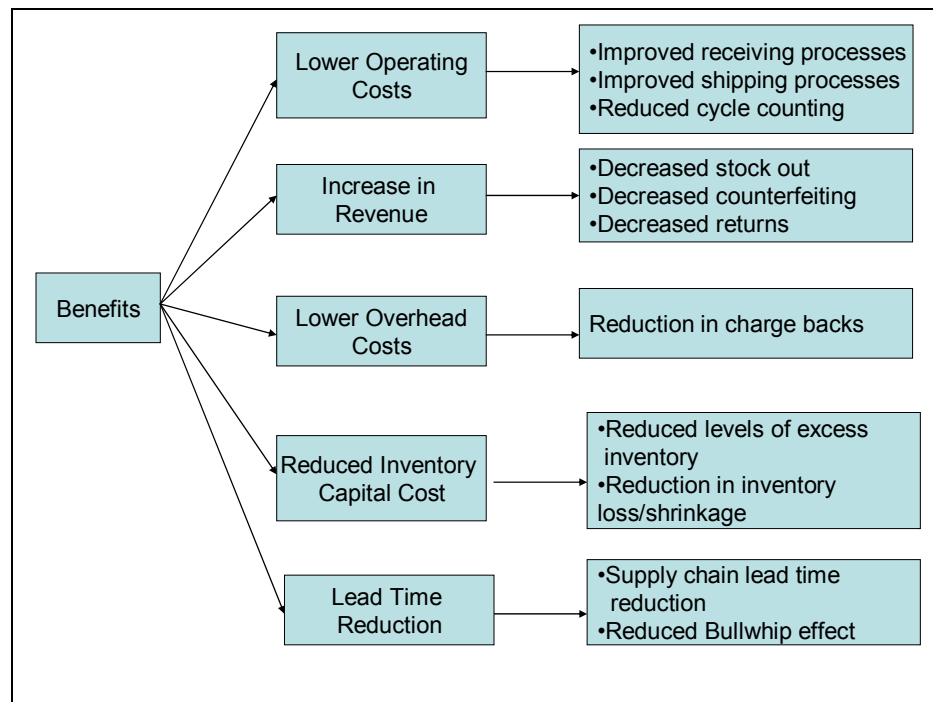 Benefits
Lower Operating
Costs
•Improved receiving processes
•Improved shipping processes
•Reduced cycle counting
Increase in
Revenue
•Decreased stock out
•Decreased counterfeiting
•Decreased returns
Lower Overhead
Costs
Reduction in charge backs
Reduced Inventory
Capital Cost
•Reduced levels of excess
inventory
•Reduction in inventory
loss/shrinkage
Lead Time
Reduction
•Supply chain lead time
reduction
•Reduced Bullwhip effect